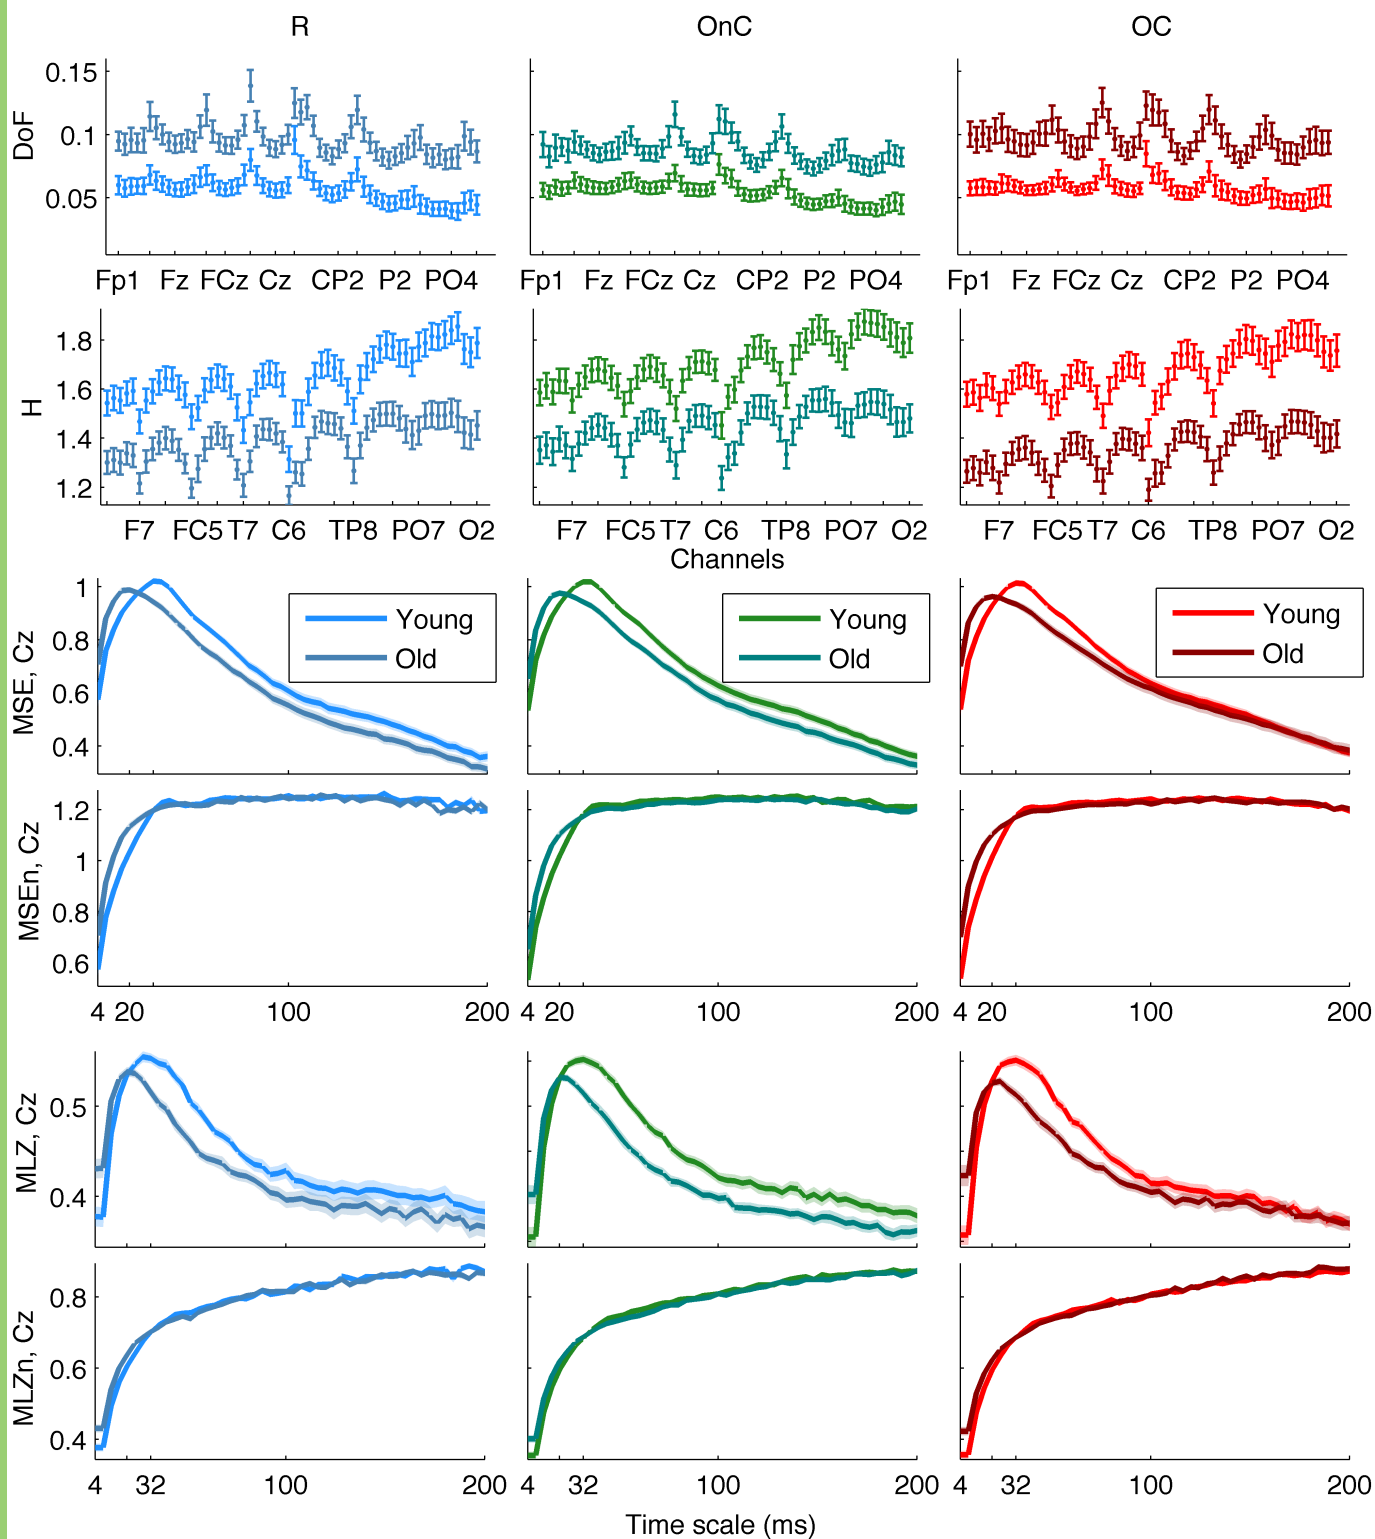 R OnC OC
DoF
0.15
0.1
0.05
Fp1 Fz FCz Cz CP2 P2 PO4 Fp1 Fz FCz Cz CP2 P2 PO4 Fp1 Fz FCz Cz CP2 P2 PO4
H
1.8
1.6
1.4
1.2
F7 FC5 T7 C6 TP8 PO7 O2 F7 FC5 T7 C6 TP8 PO7 O2 F7 FC5 T7 C6 TP8 PO7 O2
Channels
MSE, Cz
1
0.8
0.6
0.4
Young
Old
Young
Old
Young
Old
MSEn, Cz
1.2
1
0.8
0.6
4 20 100 200 4 20 100 200 4 20 100 200
MLZ, Cz
0.5
0.4
MLZn, Cz
0.8
0.6
0.4
4 32 100 200 4 32 100 200 4 32 100 200
Time scale (ms)